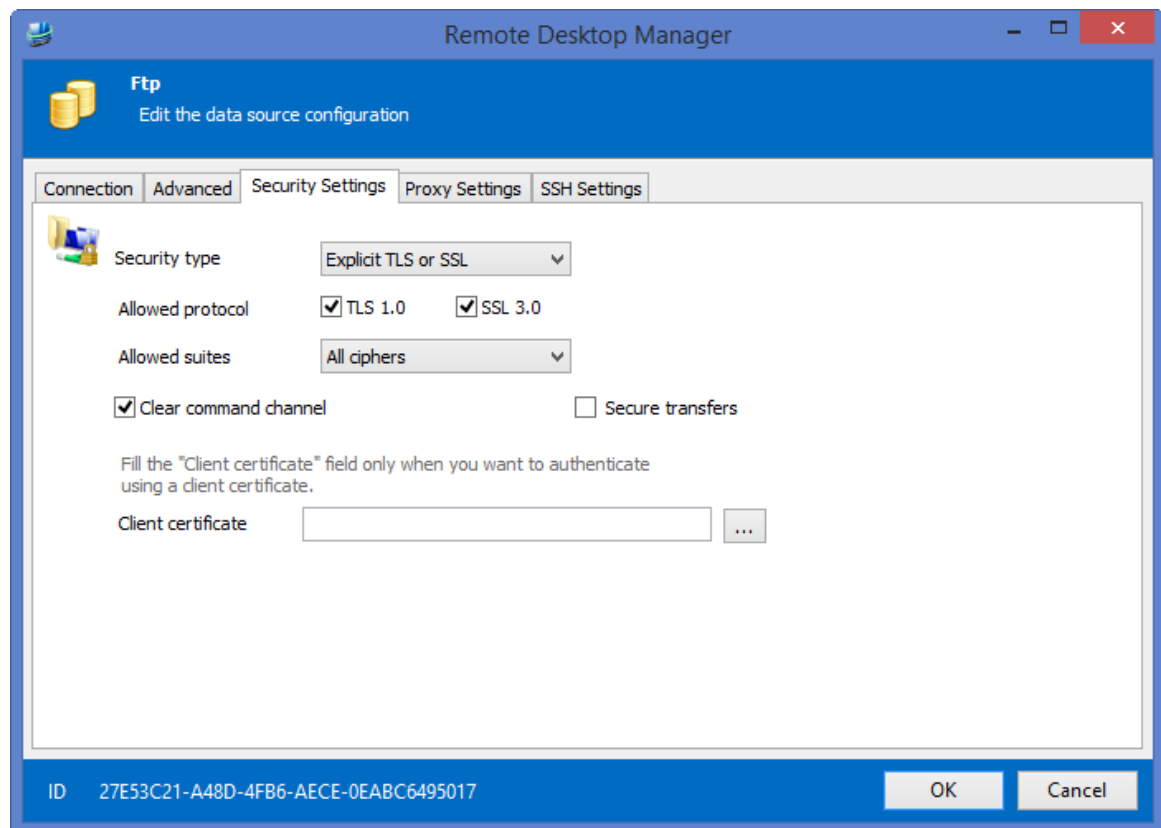 Remote Desktop Manager
Ftp
Edit the data source configuration
Connection Advanced Security Settings Proxy Settings SSH Settings
Security type Explicit TLS or SSL
Allowed protocol TLS 1.0 SSL 3.0
Allowed suites All ciphers
Clear command channel Secure transfers
Fill the "Client certificate" field only when you want to authenticate
using a client certificate.
Client certificate ...
ID 27E53C21-A48D-4FB6-AECE-0EABC6495017 OK Cancel